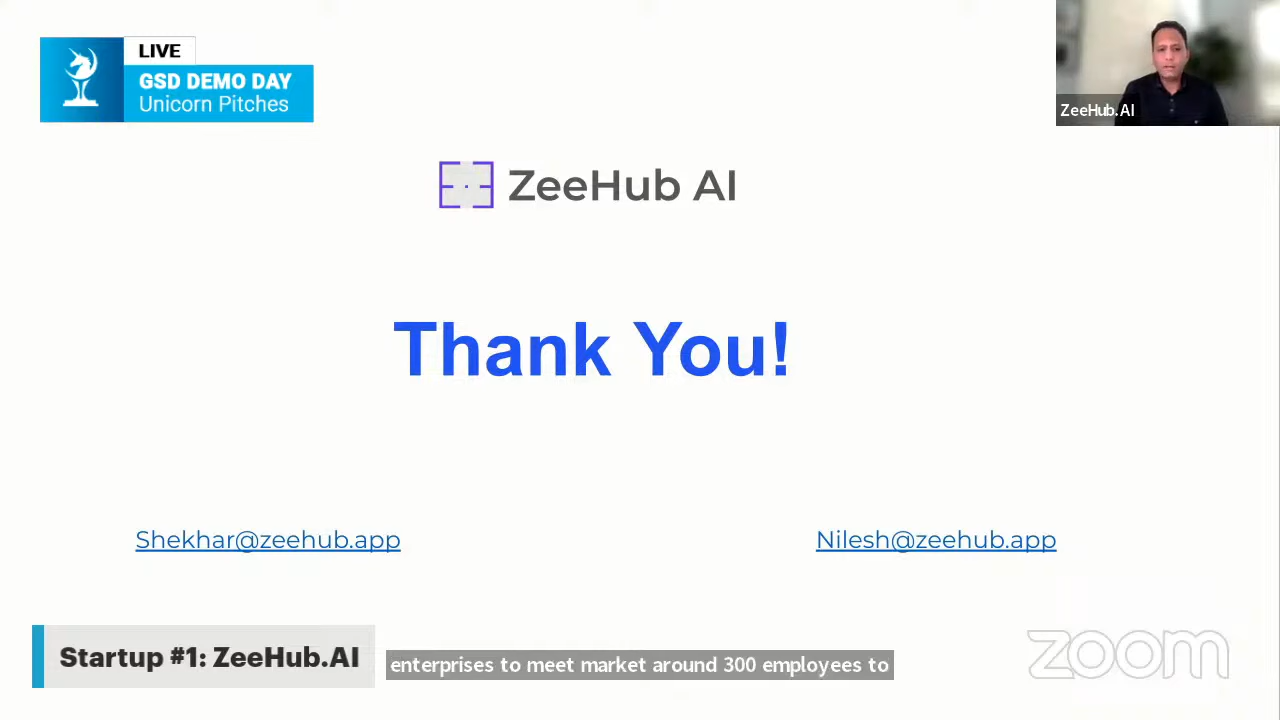 LIVE
GSD DEMO DAY
Unicorn Pitches
ZeeHub.AI
ZeeHub AI
Thank You!
Shekhar@zeehub.app
Nilesh@zeehub.app
Startup #1: ZeeHub.AI
enterprises to meet market around 300 employees to
zoom